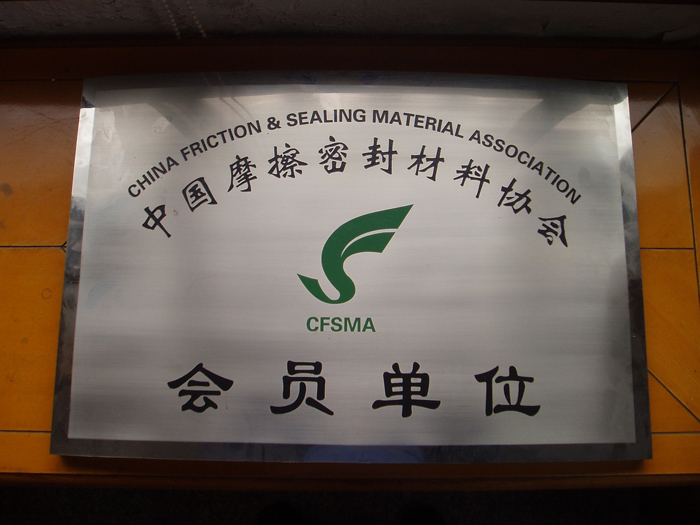 CHINA FRICTION & SEALING MATERIAL ASSOCIATION
中国摩擦密封材料协会
CFSMA
会员单位